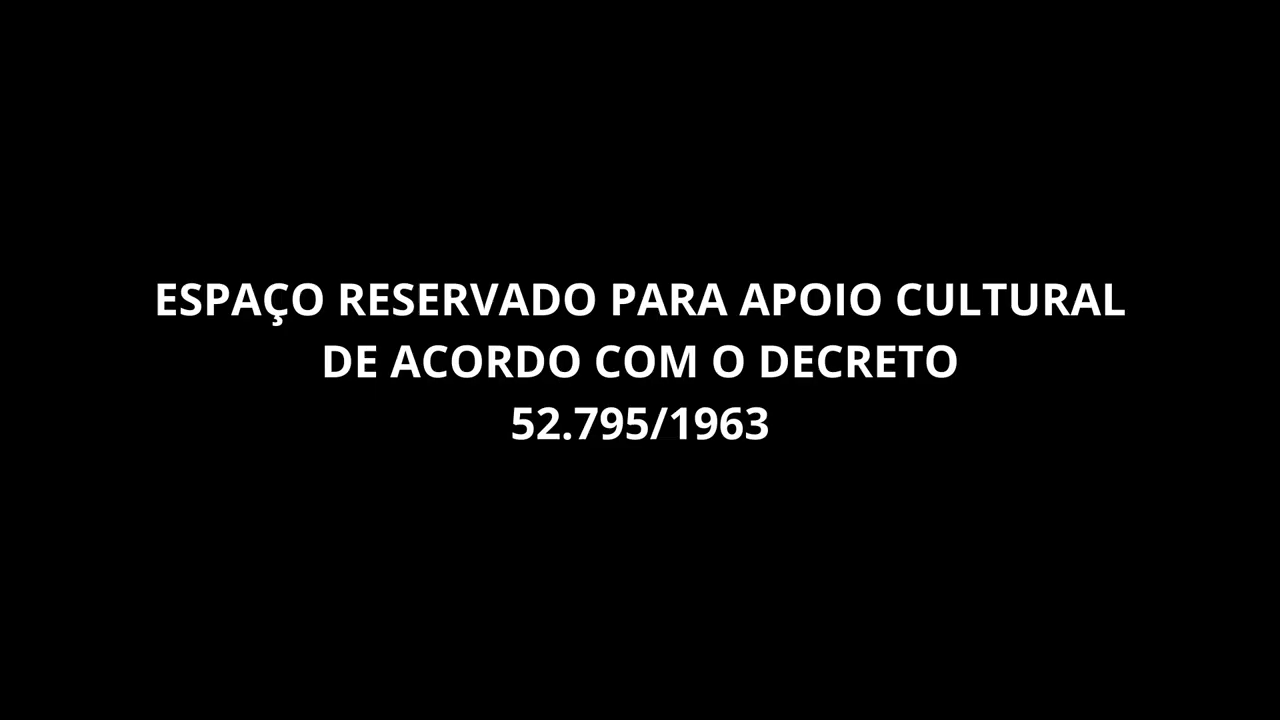 ESPAÇO RESERVADO PARA APOIO CULTURAL
DE ACORDO COM O DECRETO
52.795/1963